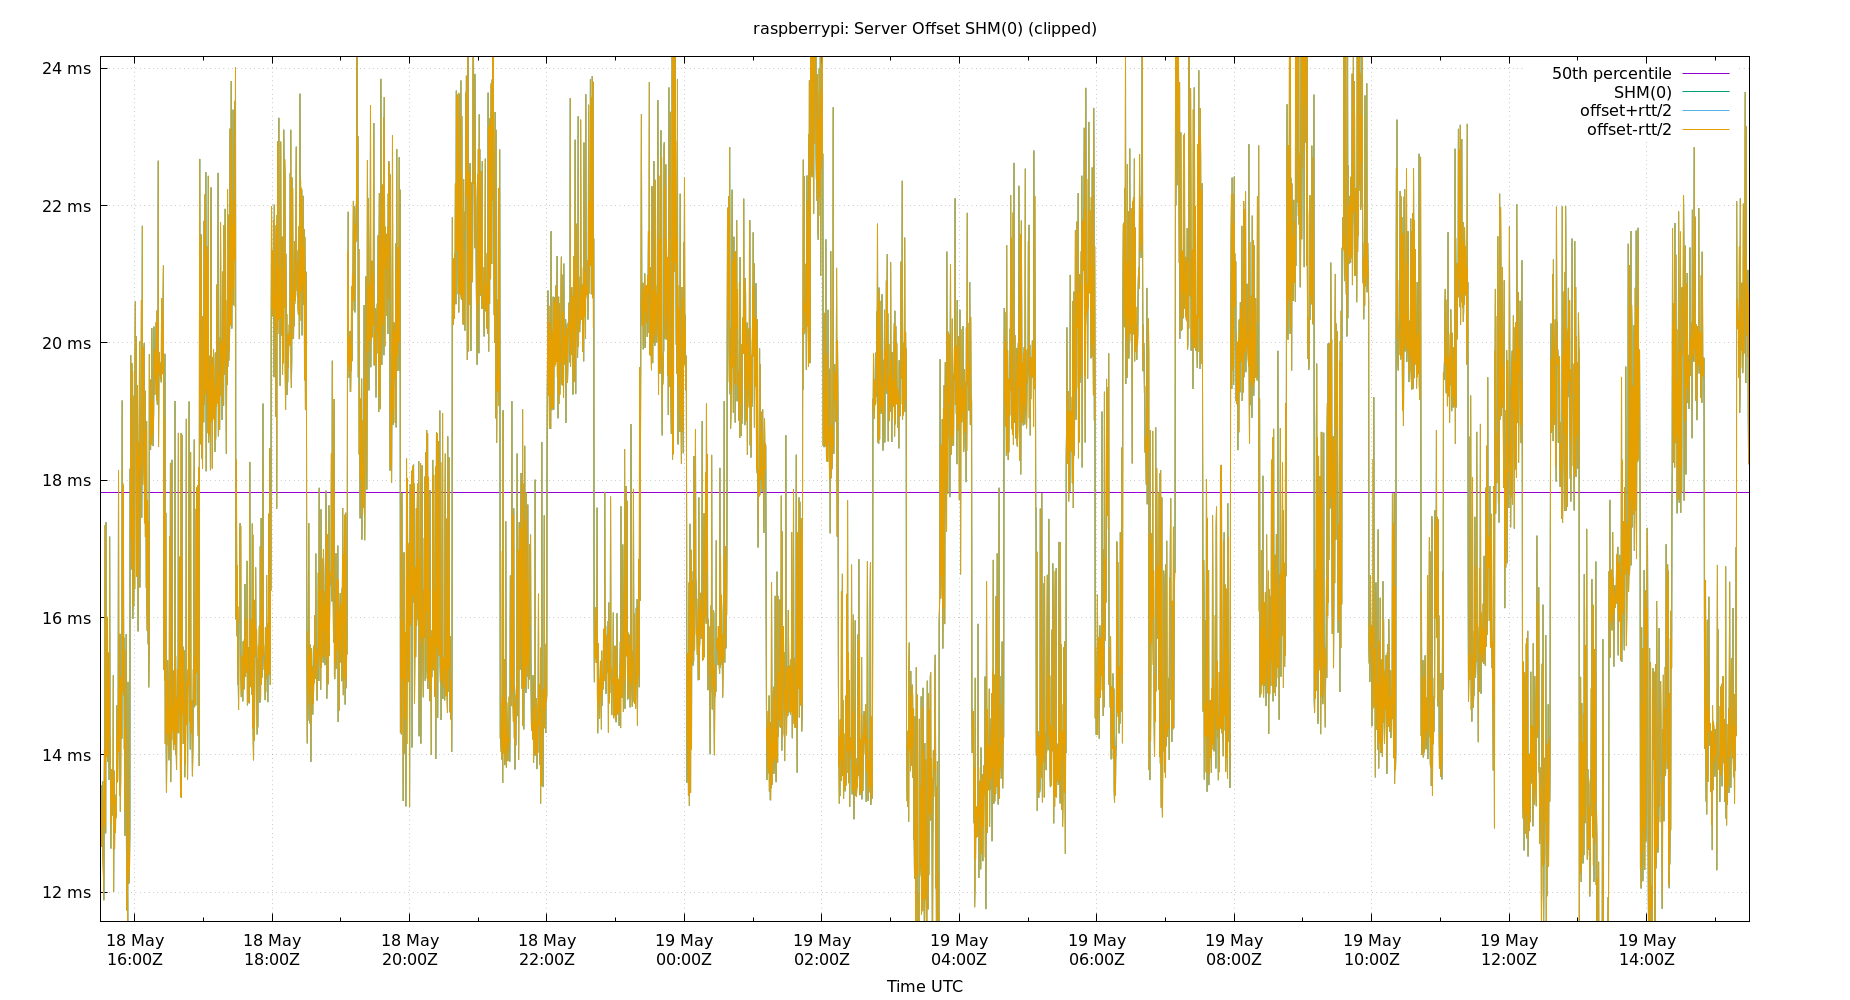 raspberrypi: Server Offset SHM(0) (clipped)
50th percentile
SHM(0)
offset+rtt/2
offset-rtt/2
24 ms
22 ms
20 ms
18 ms
16 ms
14 ms
12 ms
18 May 18 May 18 May 18 May 19 May 19 May 19 May 19 May 19 May 19 May 19 May 19 May
16:00Z 18:00Z 20:00Z 22:00Z 00:00Z 02:00Z 04:00Z 06:00Z 08:00Z 10:00Z 12:00Z 14:00Z
Time UTC